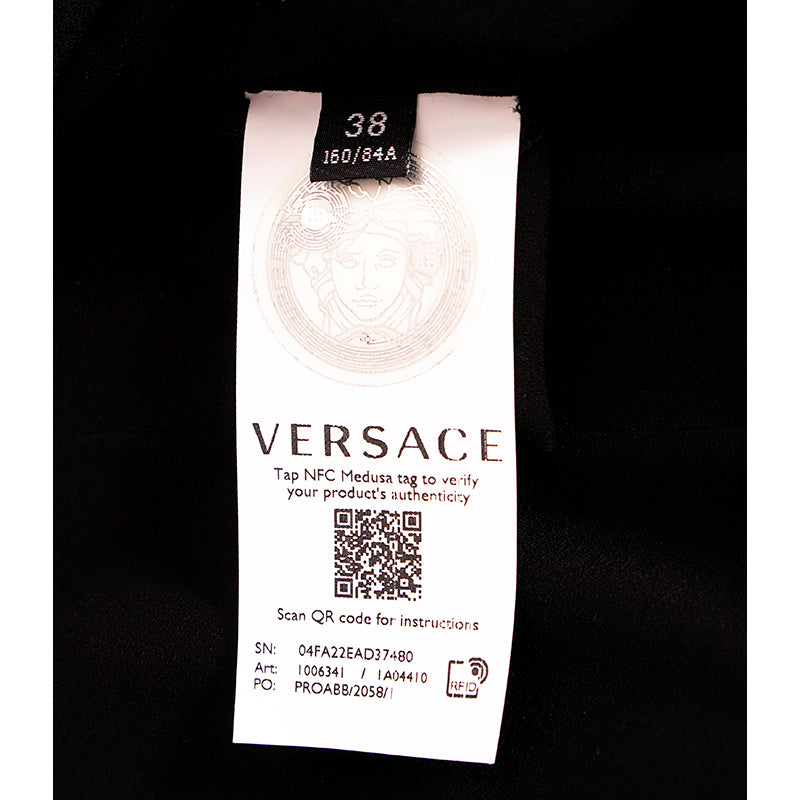 38
160/84A
VERSACE
Tap NFC Medusa tag to verify
your product's authenticity
Scan QR code for instructions
SN: 04FA22EAD37480
Art: 1006341 / 1A04410
PO: PROABB/2058/1
RFID